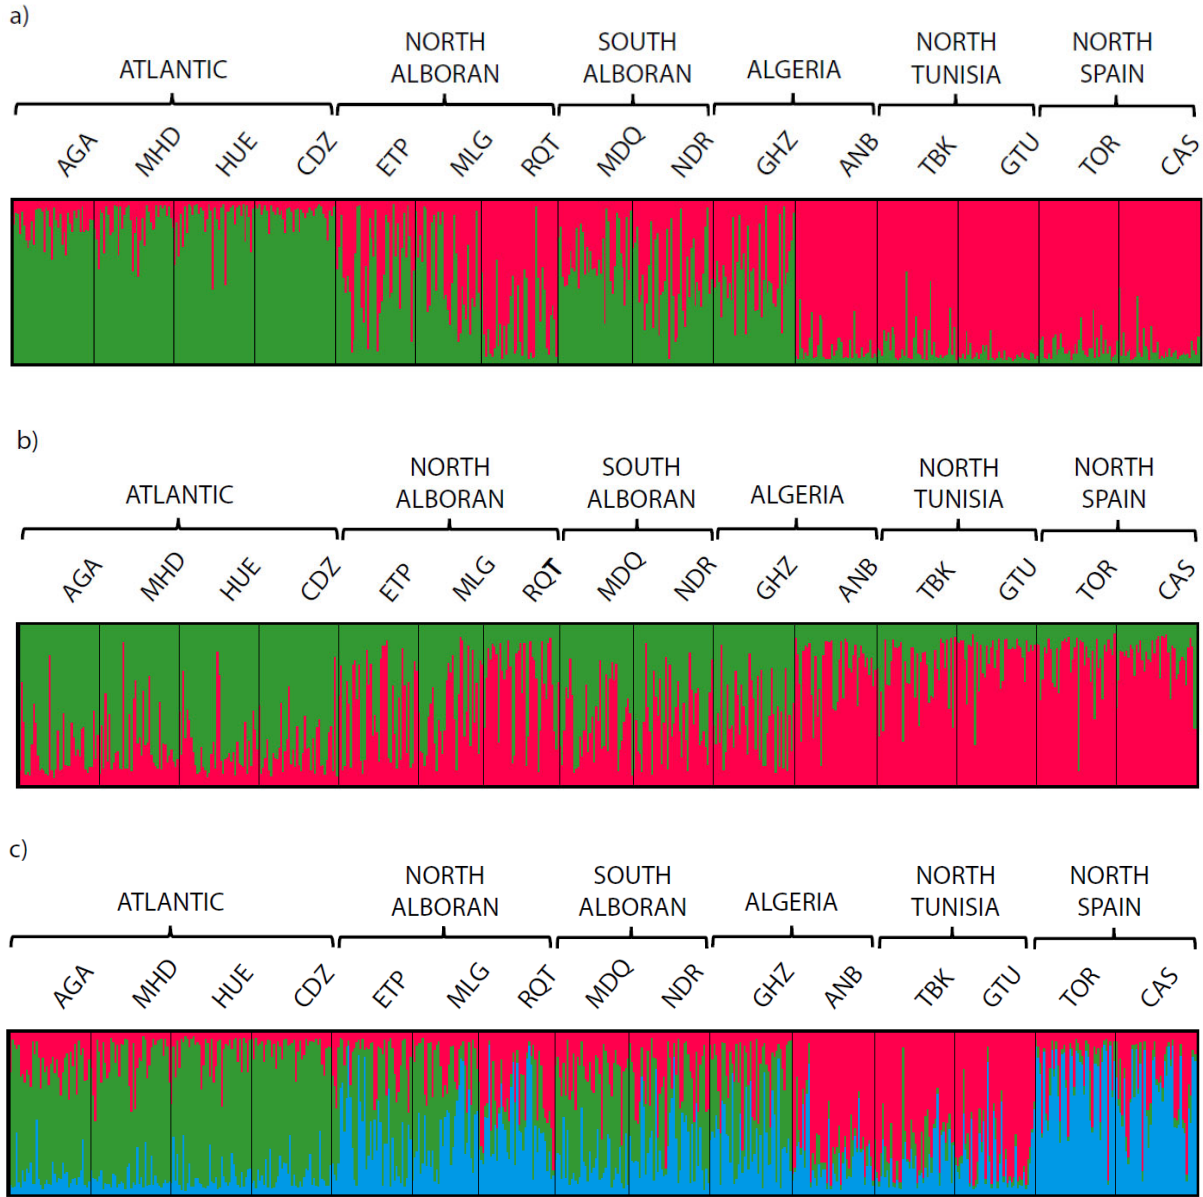 a)
ATLANTIC
NORTH
ALBORAN
SOUTH
ALBORAN
ALGERIA
NORTH
TUNISIA
NORTH
SPAIN
AGA MHD HUE CDZ ETP MLG RQT MDQ NDR GHZ ANB TBK GTU TOR CAS
b)
ATLANTIC
NORTH
ALBORAN
SOUTH
ALBORAN
ALGERIA
NORTH
TUNISIA
NORTH
SPAIN
AGA MHD HUE CDZ ETP MLG RQT MDQ NDR GHZ ANB TBK GTU TOR CAS
c)
ATLANTIC
NORTH
ALBORAN
SOUTH
ALBORAN
ALGERIA
NORTH
TUNISIA
NORTH
SPAIN
AGA MHD HUE CDZ ETP MLG RQT MDQ NDR GHZ ANB TBK GTU TOR CAS